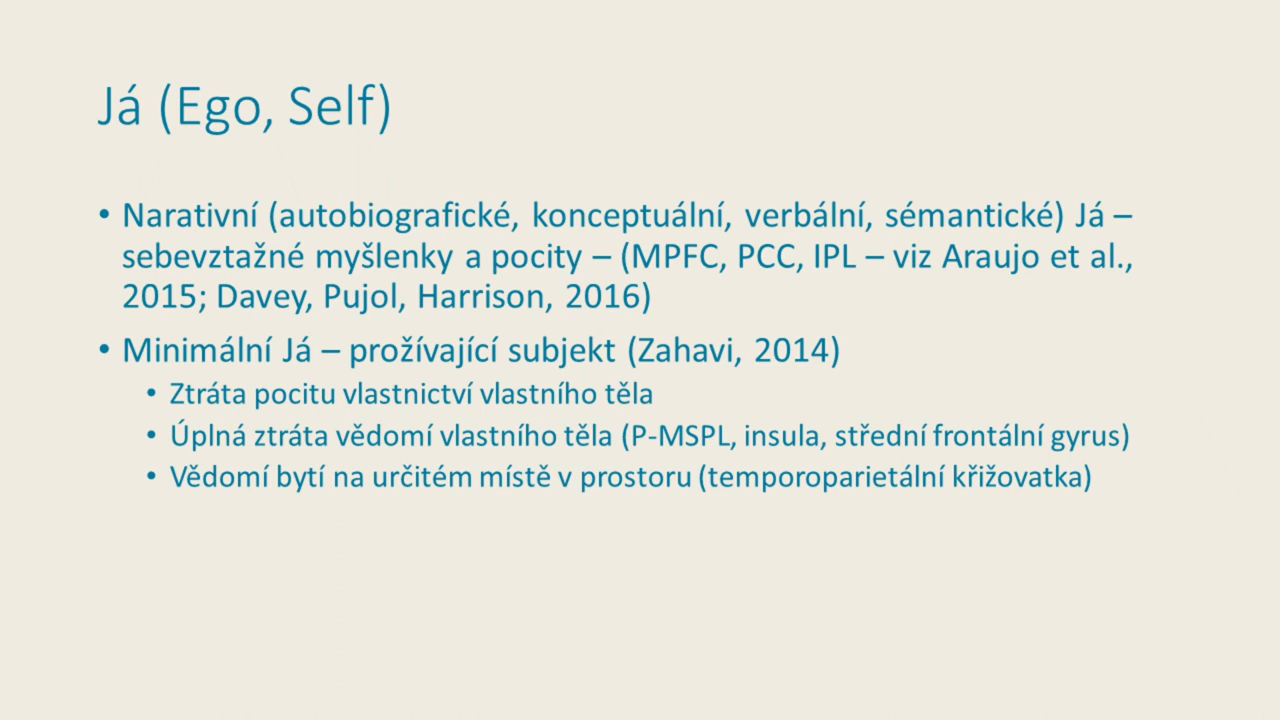 Já (Ego, Self)
• Narativní (autobiografické, konceptuální, verbální, sémantické) Já –
sebevztažné myšlenky a pocity – (MPFC, PCC, IPL – viz Araujo et al.,
2015; Davey, Pujol, Harrison, 2016)
• Minimální Já – prožívající subjekt (Zahavi, 2014)
• Ztráta pocitu vlastnictví vlastního těla
• Úplná ztráta vědomí vlastního těla (P-MSPL, insula, střední frontální gyrus)
• Vědomí bytí na určitém místě v prostoru (temporoparietální křižovatka)